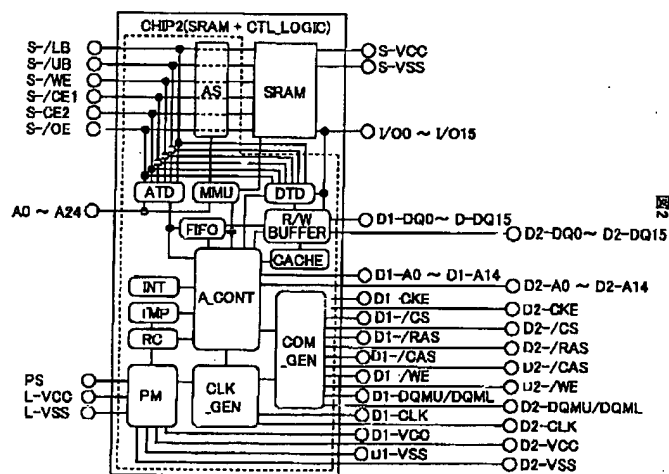 CHIP2(SRAM + CTL_LOGIC)
S-/LB
S-/UB
S-/WE
S-/CE1
S-CE2
S-/OE
AS
SRAM
S-VCC
S-VSS
I/O0 ~ I/O15
ATD
MMU
DTD
A0 ~ A24
FIFO
R/W
BUFFER
CACHE
D1-DQ0~ D-DQ15
D2-DQ0~ D2-DQ15
INT
TMP
RC
A_CONT
COM
_GEN
D1-A0 ~ D1-A14
D2-A0 ~ D2-A14
D1-CKE
D2-CKE
D1-/CS
D2-/CS
D1-/RAS
D2-/RAS
D1-/CAS
D2-/CAS
D1-/WE
D2-/WE
D1-DQMU/DQML
D2-DQMU/DQML
D1-CLK
D2-CLK
D1-VCC
D2-VCC
D1-VSS
D2-VSS
PS
L-VCC
L-VSS
PM
CLK
_GEN
図2